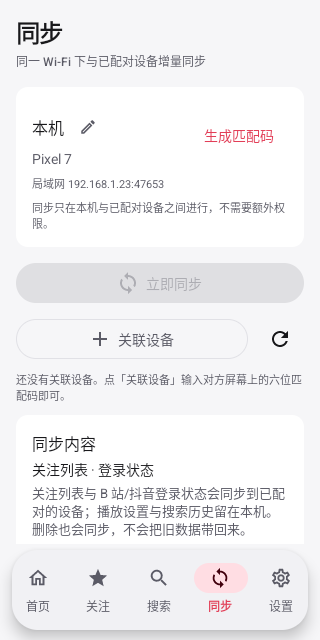 同步
同一 Wi-Fi 下与已配对设备增量同步
本机
生成匹配码
Pixel 7
局域网 192.168.1.23:47653
同步只在本机与已配对设备之间进行，不需要额外权
限。
立即同步
关联设备
还没有关联设备。点「关联设备」输入对方屏幕上的六位匹
配码即可。
同步内容
关注列表 · 登录状态
关注列表与 B 站/抖音登录状态会同步到已配
对的设备；播放设置与搜索历史留在本机。
删除也会同步，不会把旧数据带回来。
首页
关注
搜索
同步
设置